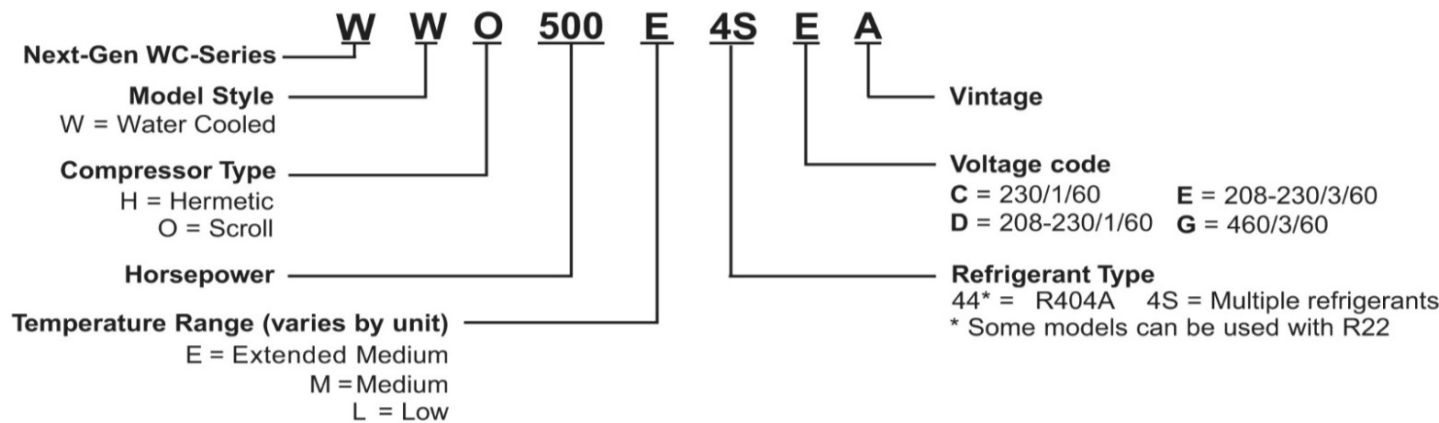 W W O 500 E 4S E A
Next-Gen WC-Series
Model Style
W = Water Cooled
Compressor Type
H = Hermetic
O = Scroll
Horsepower
Temperature Range (varies by unit)
E = Extended Medium
M = Medium
L = Low
Vintage
Voltage code
C = 230/1/60 E = 208-230/3/60
D = 208-230/1/60 G = 460/3/60
Refrigerant Type
44* = R404A 4S = Multiple refrigerants
* Some models can be used with R22